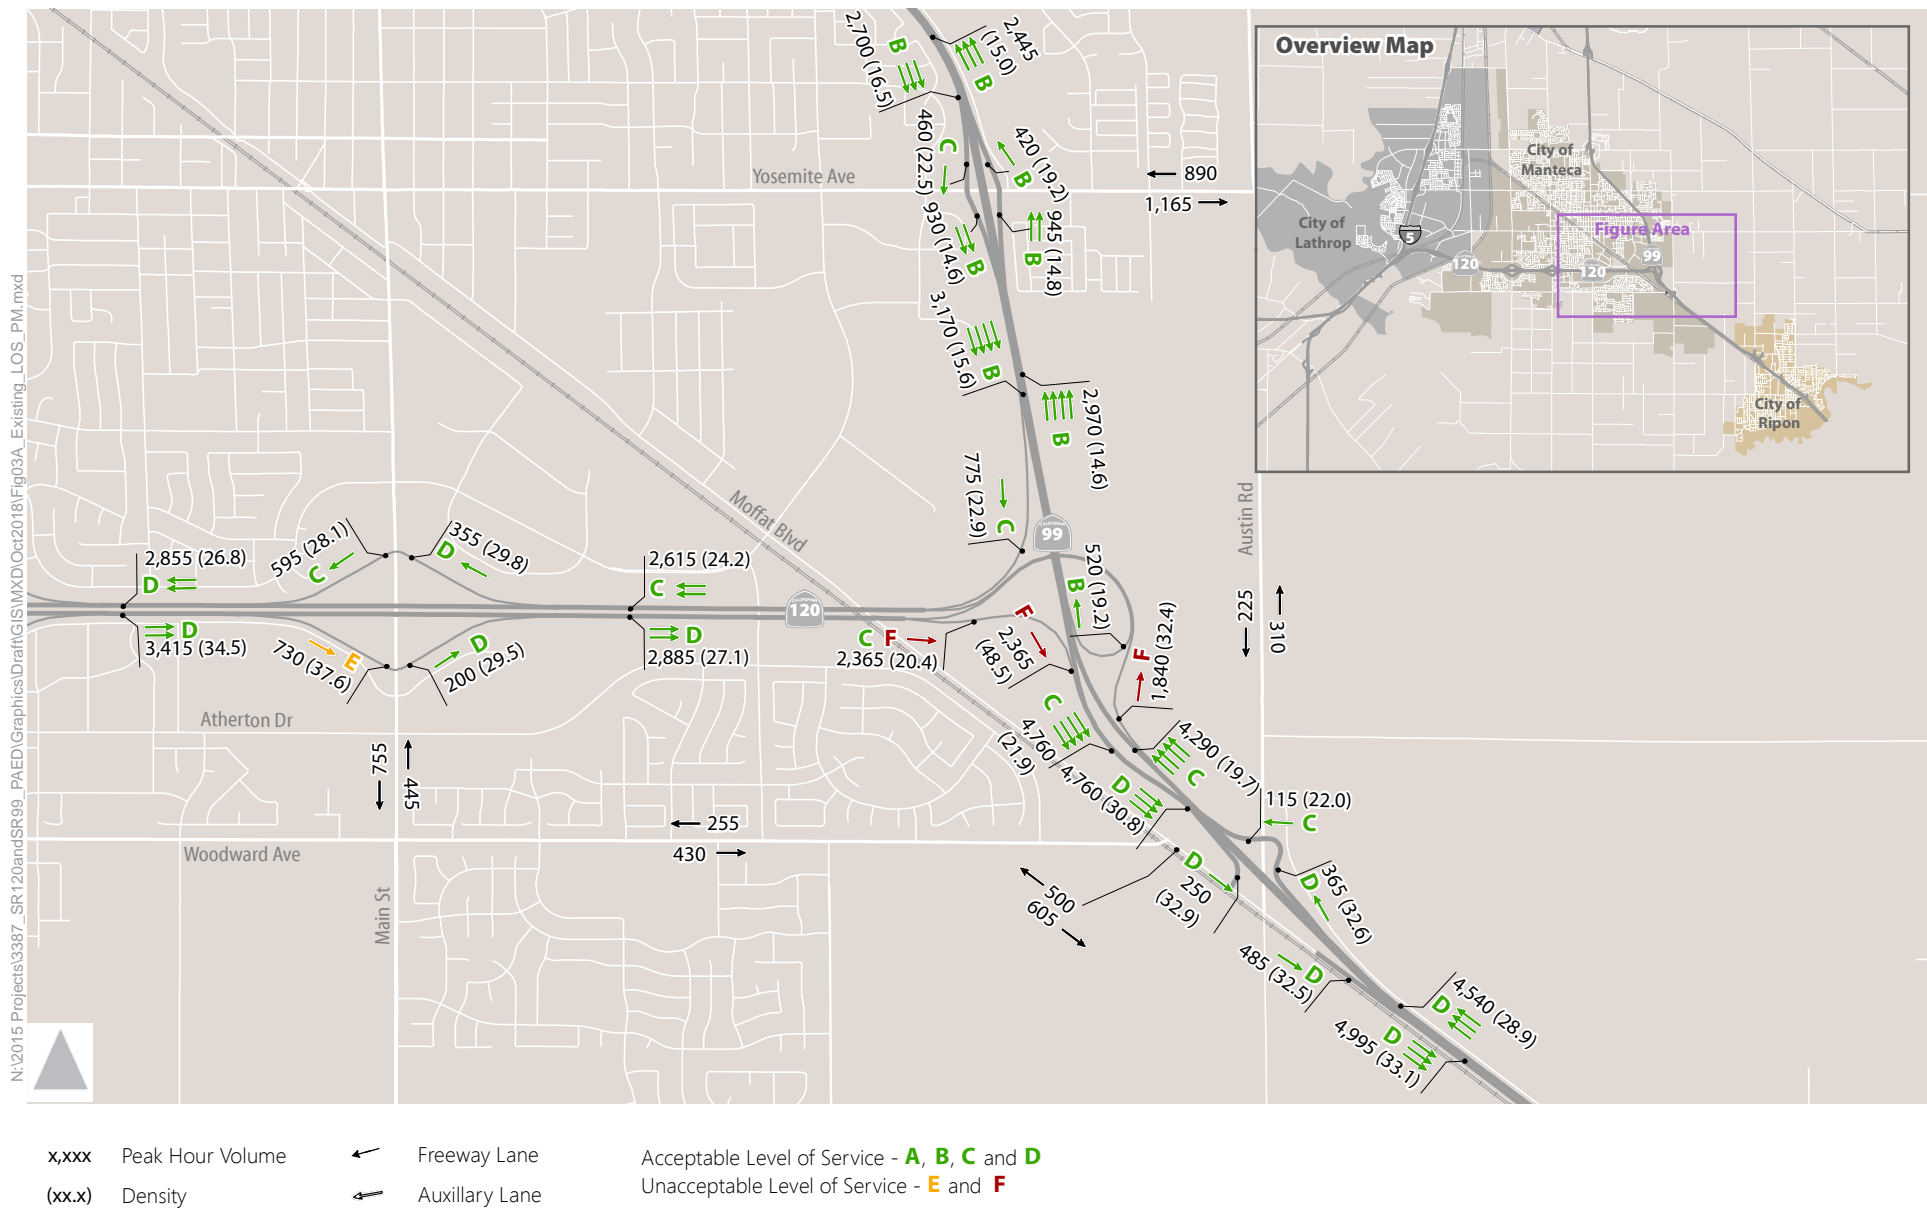 2,700 (16.5)
B
2,445
(15.0)
B
460 (22.5)
C
420 (19.2)
B
Yosemite Ave
890
1,165
930 (14.6)
B
945 (14.8)
B
3,170 (15.6)
B
2,970 (14.6)
B
775 (22.9)
C
CALIFORNIA
99
Moffat Blvd
Austin Rd
Overview Map
City of
Manteca
City of
Lathrop
5
120
Figure Area
99
120
City of
Ripon
2,855 (26.8)
D
595 (28.1)
C
355 (29.8)
D
2,615 (24.2)
C
CALIFORNIA
120
D
3,415 (34.5)
730 (37.6)
E
D
200 (29.5)
D
2,885 (27.1)
C F
2,365 (20.4)
F
2,365
(48.5)
520 (19.2)
B
F
1,840 (32.4)
225
310
C
4,760
(21.9)
4,290 (19.7)
C
D
4,760 (30.8)
115 (22.0)
C
Atherton Dr
755
445
255
430
Woodward Ave
Main St
500
605
D
250
(32.9)
D
365 (32.6)
485 (32.5)
D
4,540 (28.9)
D
D
4,995 (33.1)
N:\2015 Projects\3387_SR120andSR99_PAED\Graphics\Draft\GIS\MXD\Oct2018\Fig03A_Existing_LOS_PM.mxd
x,xxx Peak Hour Volume
(xx.x) Density
Freeway Lane
Auxillary Lane
Acceptable Level of Service - A, B, C and D
Unacceptable Level of Service - E and F